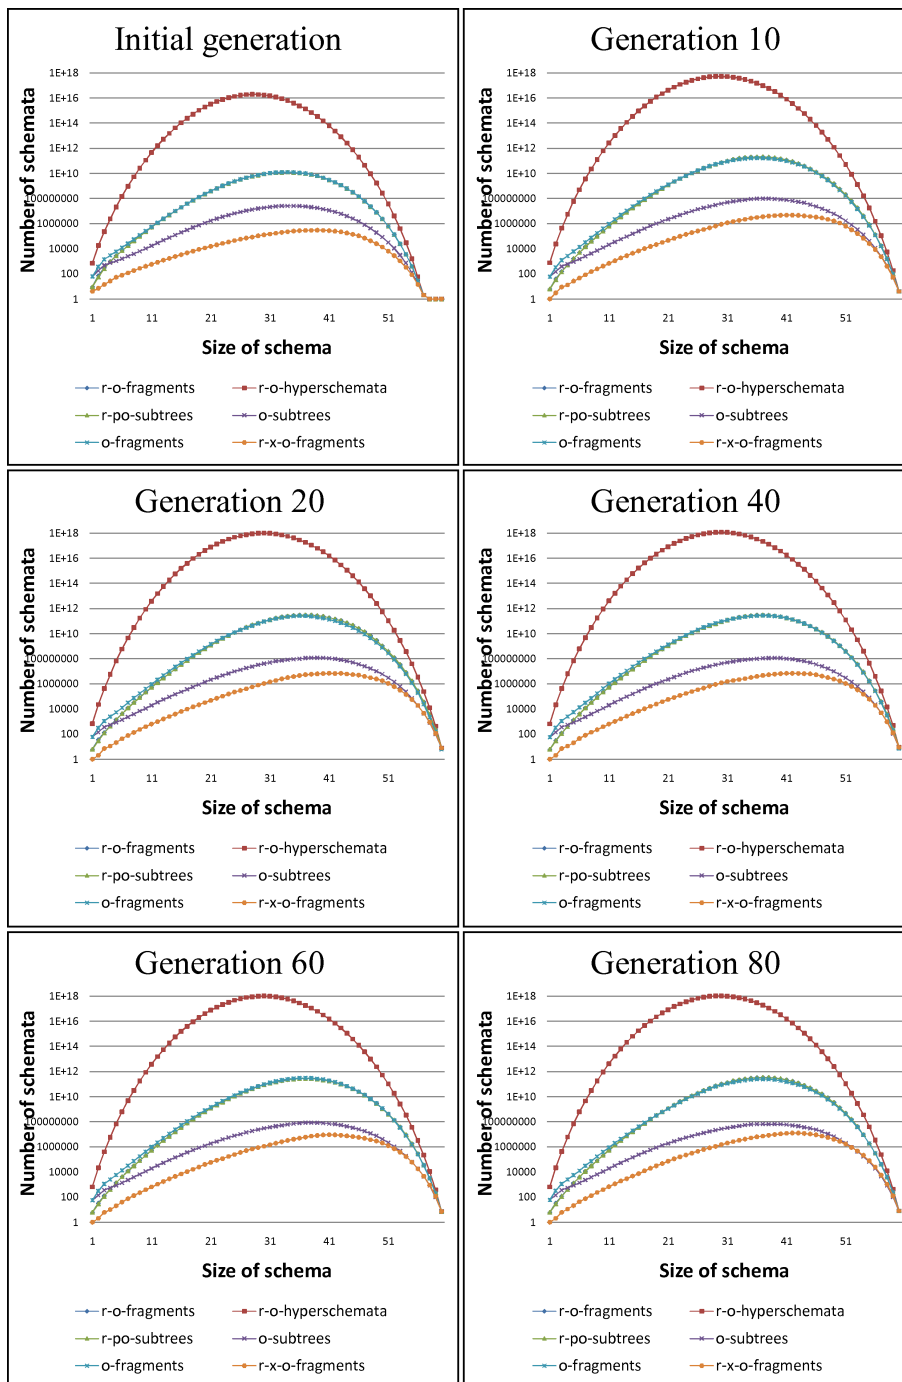 Initial generation
Number of schemata
1E+18
1E+16
1E+14
1E+12
1E+10
100000000
1000000
10000
100
1
1 11 21 31 41 51
Size of schema
r-o-fragments r-o-hyperschemata
r-po-subtrees o-subtrees
o-fragments r-x-o-fragments
Generation 10
Number of schemata
1E+18
1E+16
1E+14
1E+12
1E+10
100000000
1000000
10000
100
1
1 11 21 31 41 51
Size of schema
r-o-fragments r-o-hyperschemata
r-po-subtrees o-subtrees
o-fragments r-x-o-fragments
Generation 20
Number of schemata
1E+18
1E+16
1E+14
1E+12
1E+10
100000000
1000000
10000
100
1
1 11 21 31 41 51
Size of schema
r-o-fragments r-o-hyperschemata
r-po-subtrees o-subtrees
o-fragments r-x-o-fragments
Generation 40
Number of schemata
1E+18
1E+16
1E+14
1E+12
1E+10
100000000
1000000
10000
100
1
1 11 21 31 41 51
Size of schema
r-o-fragments r-o-hyperschemata
r-po-subtrees o-subtrees
o-fragments r-x-o-fragments
Generation 60
Number of schemata
1E+18
1E+16
1E+14
1E+12
1E+10
100000000
1000000
10000
100
1
1 11 21 31 41 51
Size of schema
r-o-fragments r-o-hyperschemata
r-po-subtrees o-subtrees
o-fragments r-x-o-fragments
Generation 80
Number of schemata
1E+18
1E+16
1E+14
1E+12
1E+10
100000000
1000000
10000
100
1
1 11 21 31 41 51
Size of schema
r-o-fragments r-o-hyperschemata
r-po-subtrees o-subtrees
o-fragments r-x-o-fragments